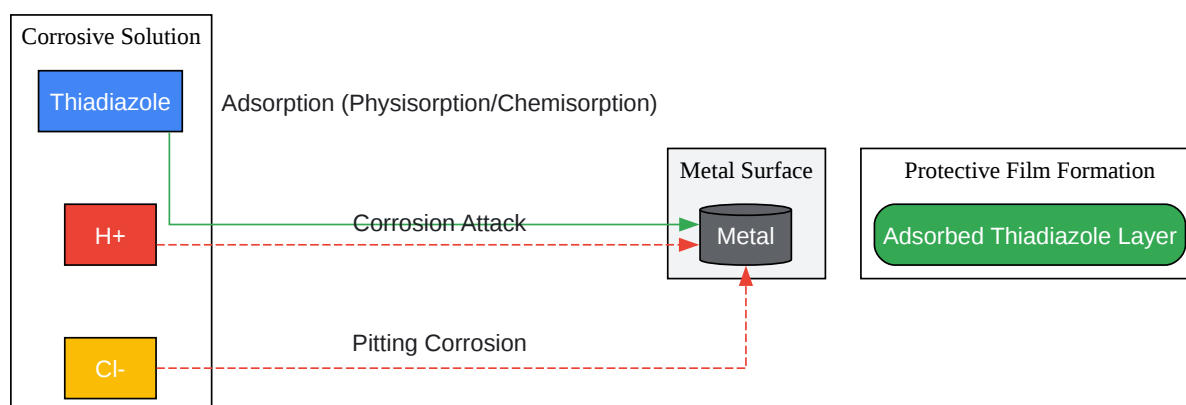 Corrosive Solution
Thiadiazole
Adsorption (Physisorption/Chemisorption)
Metal Surface
Protective Film Formation
H+
Corrosion Attack
Metal
Adsorbed Thiadiazole Layer
Pitting Corrosion
Cl-